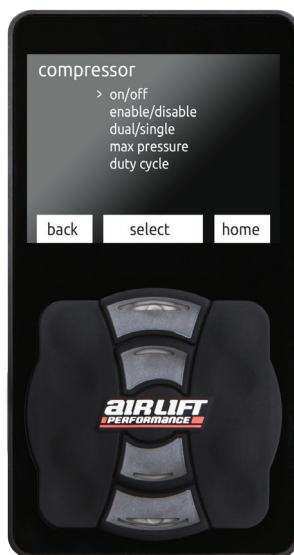 compressor
> on/off
enable/disable
dual/single
max pressure
duty cycle
back select home
AIRLIFT
PERFORMANCE